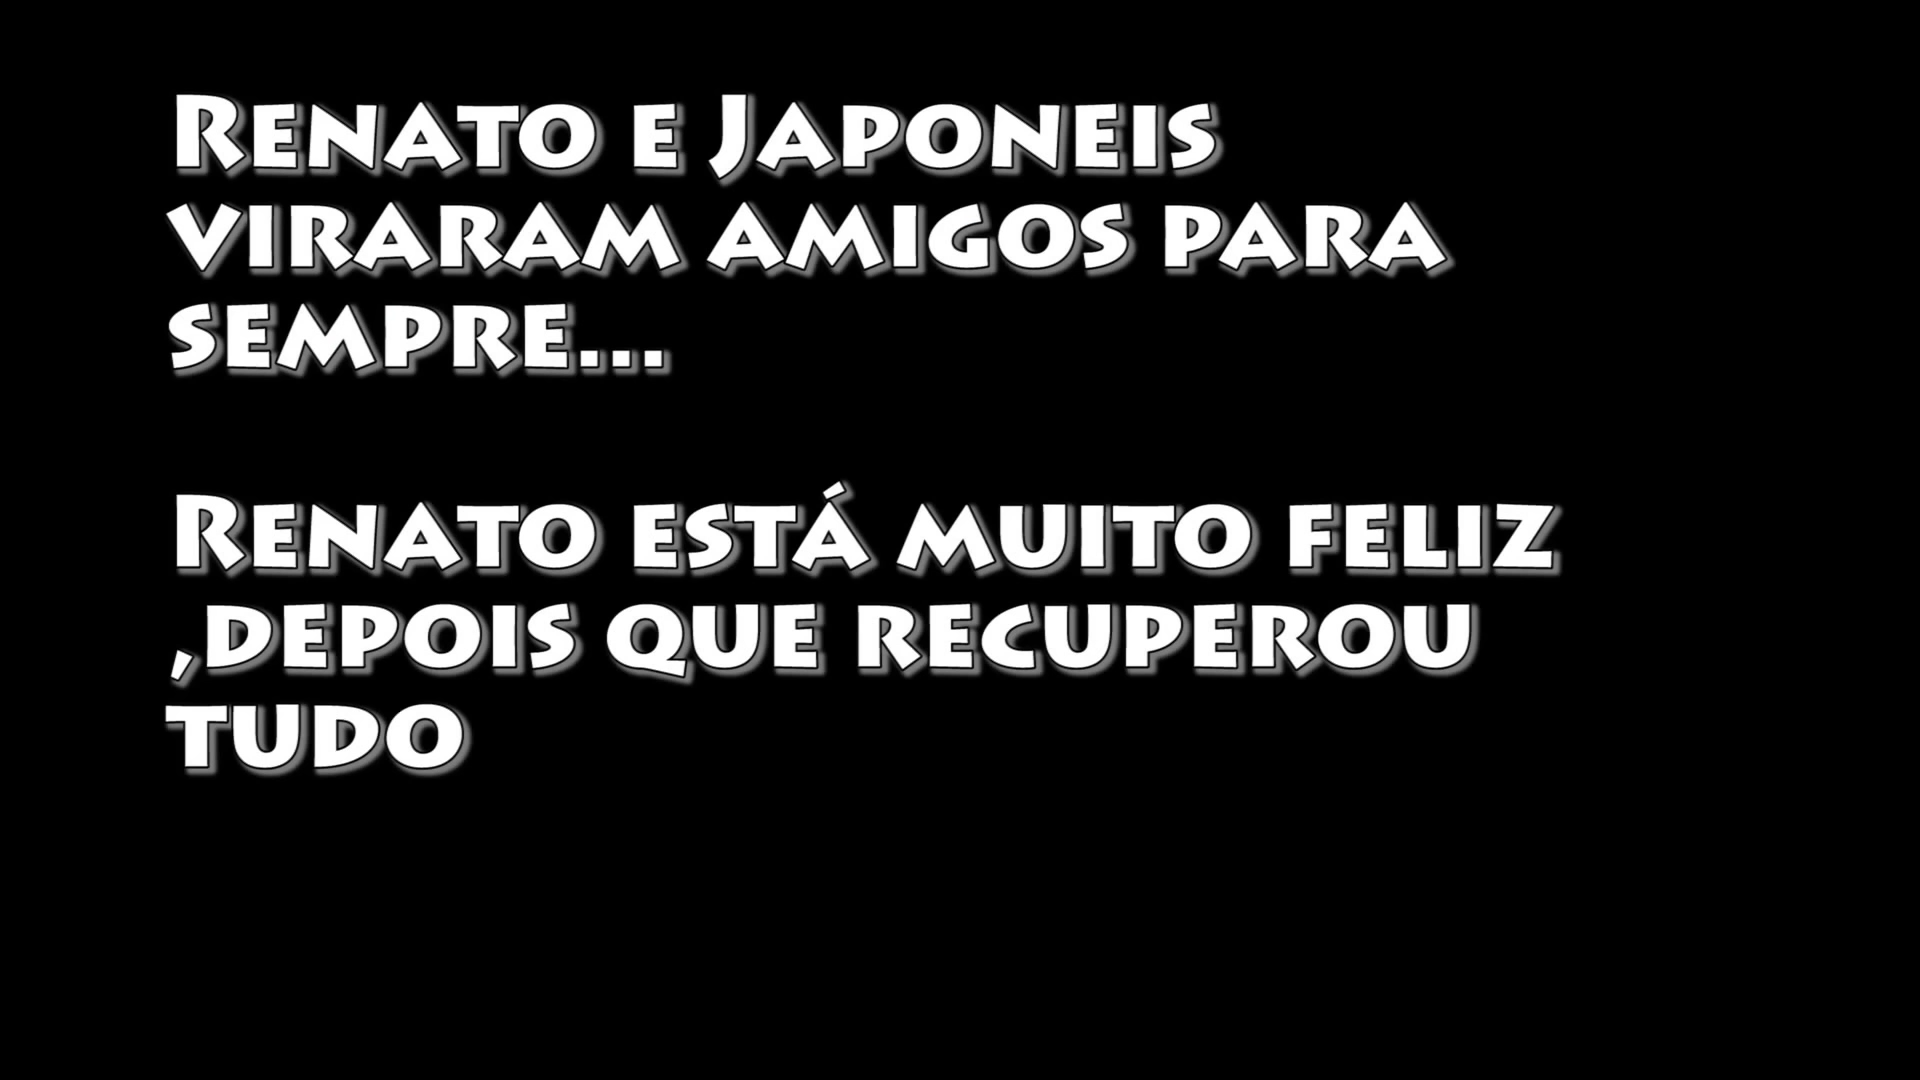 Renato e Japoneis
viraram amigos para
sempre...
Renato está muito feliz
,depois que recuperou
tudo